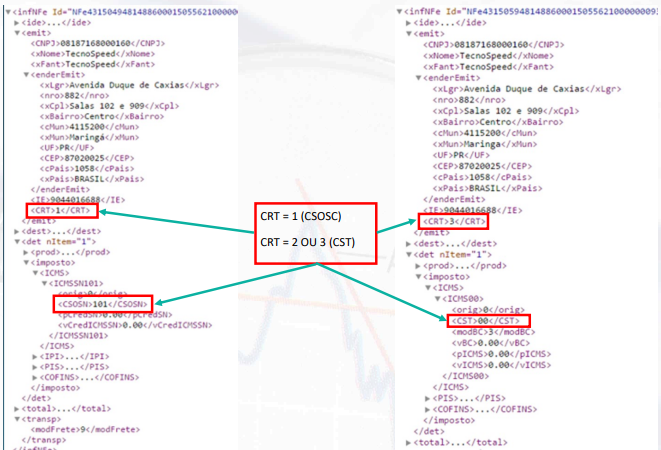 ▼<infNFe Id="NFe43150494814886000150556210000
▶<ide>...</ide>
▼<emit>
<CNPJ>08187168000160</CNPJ>
<xNome>TecnoSpeed</xNome>
<xFant>TecnoSpeed</xFant>
▼<enderEmit>
<xLgr>Avenida Duque de Caxias</xLgr>
<nro>882</nro>
<xCpl>Salas 102 e 909</xCpl>
<xBairro>Centro</xBairro>
<cMun>4115200</cMun>
<xMun>Maringá</xMun>
<UF>PR</UF>
<CEP>87020025</CEP>
<cPais>1058</cPais>
<xPais>BRASIL</xPais>
</enderEmit>
<IE>9044016688</IE>
<CRT>1</CRT>
</emit>
▶<dest>...</dest>
▼<det nItem="1">
▶<prod>...</prod>
▼<imposto>
▼<ICMS>
▼<ICMSSN101>
<orig>0</orig>
<CSOSN>101</CSOSN>
<pCredSN>0.00</pCredSN>
<vCredICMSSN>0.00</vCredICMSSN>
</ICMSSN101>
</ICMS>
▶<IPI>...</IPI>
▶<PIS>...</PIS>
▶<COFINS>...</COFINS>
</imposto>
</det>
▶<total>...</total>
▼<transp>
<modFrete>9</modFrete>
</transp>
</infNFe>
CRT = 1 (CSOSC)
CRT = 2 OU 3 (CST)
▼<infNFe Id="NFe4315059481488600015055621000000
▶<ide>...</ide>
▼<emit>
<CNPJ>08187168000160</CNPJ>
<xNome>TecnoSpeed</xNome>
<xFant>TecnoSpeed</xFant>
▼<enderEmit>
<xLgr>Avenida Duque de Caxias</xLgr>
<nro>882</nro>
<xCpl>Salas 102 e 909</xCpl>
<xBairro>Centro</xBairro>
<cMun>4115200</cMun>
<xMun>Maringa</xMun>
<UF>PR</UF>
<CEP>87020025</CEP>
<cPais>1058</cPais>
<xPais>BRASIL</xPais>
</enderEmit>
<IE>9044016688</IE>
<CRT>3</CRT>
</emit>
▶<dest>...</dest>
▼<det nItem="1">
▶<prod>...</prod>
▼<imposto>
▼<ICMS>
▼<ICMS00>
<orig>0</orig>
<CST>00</CST>
<modBC>3</modBC>
<vBC>0.00</vBC>
<pICMS>0.00</pICMS>
<vICMS>0.00</vICMS>
</ICMS00>
</ICMS>
▶<PIS>...</PIS>
▶<COFINS>...</COFINS>
</imposto>
</det>
▶<total>...</total>